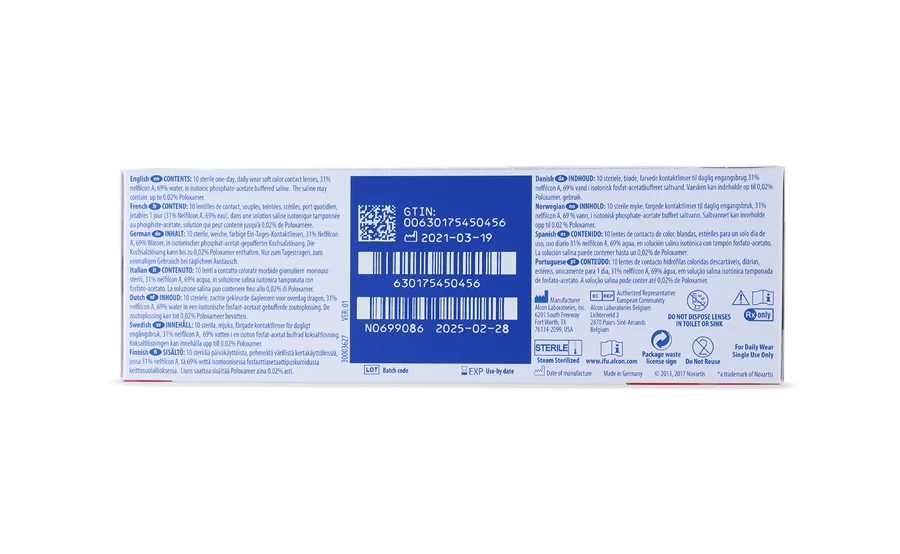 English en CONTENTS: 10 sterile one-day, daily wear soft color contact lenses, 31%
nelfilcon A, 69% water, in isotonic phosphate-acetate buffered saline. The saline may
contain up to 0.02% Poloxamer.
French fr CONTENU: 10 lentilles de contact, souples, teintées, stériles, port quotidien,
jetables 1 jour (31% Nelfilcon A, 69% eau), dans une solution saline isotonique tamponnée
au phosphate-acétate, solution qui peut contenir jusqu'à 0.02% de Poloxamer.
German de INHALT: 10 sterile, weiche, farbige Ein-Tages-Kontaktlinsen, 31% Nelfilcon
A, 69% Wasser, in isotonischer phosphat-acetat-gepufferter Kochsalzlösung. Die
Kochsalzlösung kann bis zu 0,02% Poloxamer enthalten. Nur zum Tagestragen, zum
einmaligen Gebrauch bei täglichem Austausch.
Italian it CONTENUTO: 10 lenti a contatto colorate morbide giornaliere monouso
sterili, 31% nelfilcon A, 69% acqua, in soluzione salina isotonica tamponata con
fosfato-acetato. La soluzione salina può contenere fino allo 0,02% di Poloxamer.
Dutch nl INHOUD: 10 steriele, zachte gekleurde daglenzen voor overdag dragen, 31%
nelfilcon A, 69% water in een isotonische fosfaat-acetaat gebufferde zoutoplossing. De
zoutoplossing kan tot 0,02% Poloxamer bevatten.
Swedish sv INNEHÅLL: 10 sterila, mjuka, färgade kontaktlinser för dagligt
engångsbruk, 31% nelfilcon A, 69% vatten i en isoton fosfat-acetat buffrad koksaltlösning.
Koksaltlösningen kan innehålla upp till 0.02% Poloxamer.
Finnish fi SISÄLTÖ: 10 steriiliä päiväkäyttöistä, pehmeätä värillistä kertakäyttölinssiä,
jossa 31% nelfilcon A, tä 69% vettä isontoonisessa fosfaattiasetaattipuskuroidussa
keittosuolaliuoksessa. Liuos saattaa sisältää Poloxamer aina 0.02% asti.
30003627 VER: 01
GTIN:
00630175450456
2021-03-19
630175450456
N0699086 2025-02-28
LOT Batch code
EXP Use-by date
Danish da INDHOLD: 10 sterile, bløde, farvede kontaktlinser til daglig engangsbrug 31%
nelfilcon A, 69% vand i isotonisk fosfat-acetatbufferet saltvand. Væsken kan indeholde op til 0,02%
Poloxamer. gebruik.
Norwegian no INNHOLD: 10 sterile myke, fargede kontaktlinser til daglig engangsbruk, 31%
nelfilcon A, 69 % vann, i isotonisk phosphate-acetate buffret saltvann. Saltvannet kan inneholde
opp til 0.02 % Poloxamer.
Spanish es CONTENIDO: 10 lentes de contacto de color, blandas, estériles para un solo día de
uso, uso diario 31% nelfilcon A, 69% agua, en solución salina isotónica con tampón fosfato-acetato.
La solución salina puede contener hasta un 0,02% de Poloxamer.
Portuguese pt CONTEÚDO: 10 lentes de contacto hidrófilas coloridas descartáveis, diárias,
estéreis, unicamente para 1 dia, 31% nelfilcon A, 69% água, em solução salina isotónica tamponada
de fosfato-acetato. A solução salina pode conter até 0,02% de Poloxamer.
Manufacturer
Alcon Laboratories, Inc.
6201 South Freeway
Fort Worth, TX
76134-2099, USA
EC REP Authorized Representative
European Community
Alcon Laboratories Belgium
Lichterveld 3
2870 Puurs-Sint-Amands
Belgium
DO NOT DISPOSE LENSES
IN TOILET OR SINK
Rx only
STERILE
Steam Sterilized
www.ifu.alcon.com
Package waste
license sign
Do Not Reuse
For Daily Wear
Single Use Only
Date of manufacture
Made in Germany
© 2013, 2017 Novartis
*a trademark of Novartis